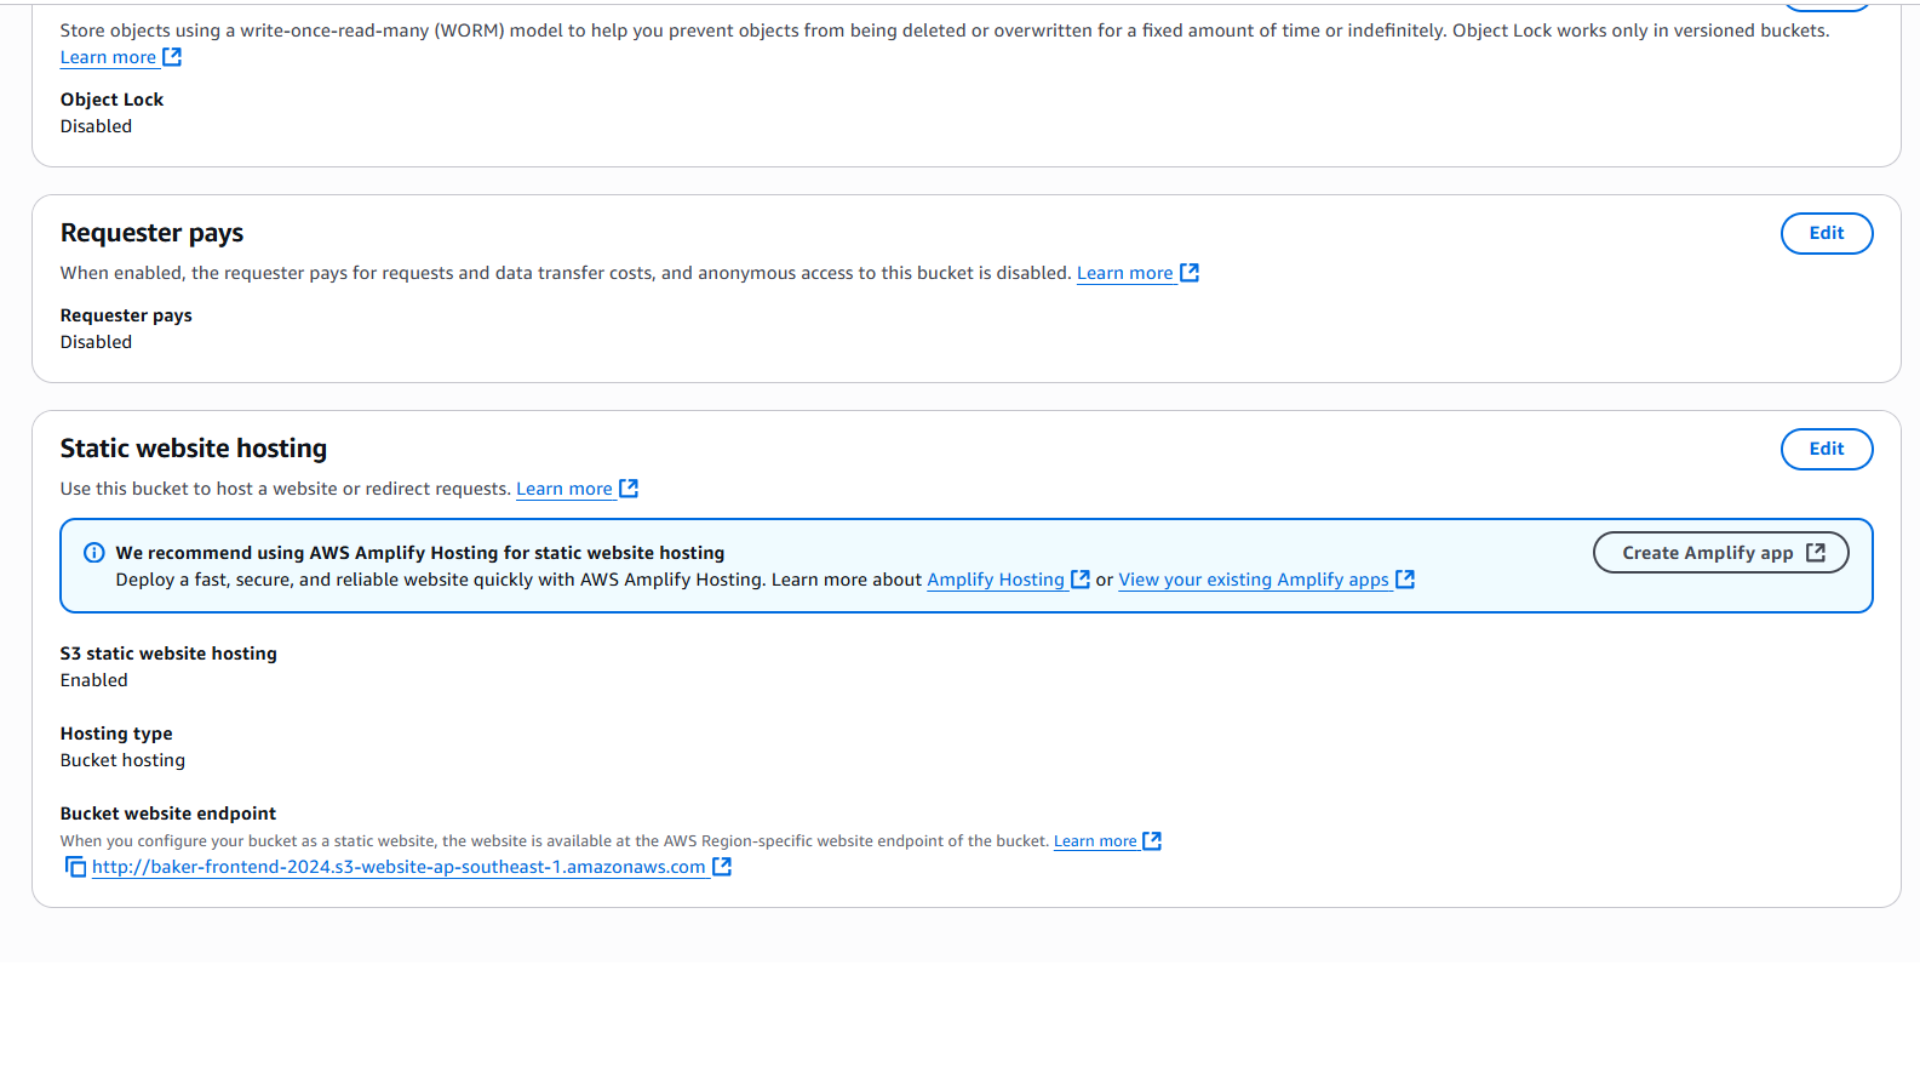 Store objects using a write-once-read-many (WORM) model to help you prevent objects from being deleted or overwritten for a fixed amount of time or indefinitely. Object Lock works only in versioned buckets.
Learn more
Object Lock
Disabled
Requester pays
Edit
When enabled, the requester pays for requests and data transfer costs, and anonymous access to this bucket is disabled. Learn more
Requester pays
Disabled
Static website hosting
Edit
Use this bucket to host a website or redirect requests. Learn more
We recommend using AWS Amplify Hosting for static website hosting
Create Amplify app
Deploy a fast, secure, and reliable website quickly with AWS Amplify Hosting. Learn more about Amplify Hosting or View your existing Amplify apps
S3 static website hosting
Enabled
Hosting type
Bucket hosting
Bucket website endpoint
When you configure your bucket as a static website, the website is available at the AWS Region-specific website endpoint of the bucket. Learn more
http://baker-frontend-2024.s3-website-ap-southeast-1.amazonaws.com